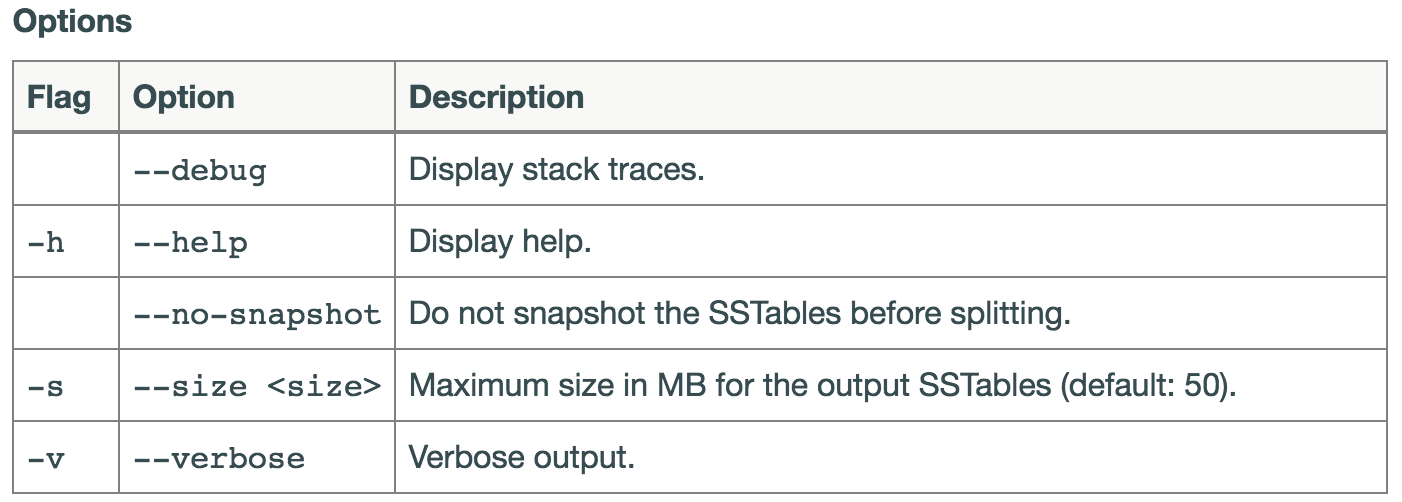 Options
Flag Option Description
--debug Display stack traces.
-h --help Display help.
--no-snapshot Do not snapshot the SSTables before splitting.
-s --size <size> Maximum size in MB for the output SSTables (default: 50).
-v --verbose Verbose output.